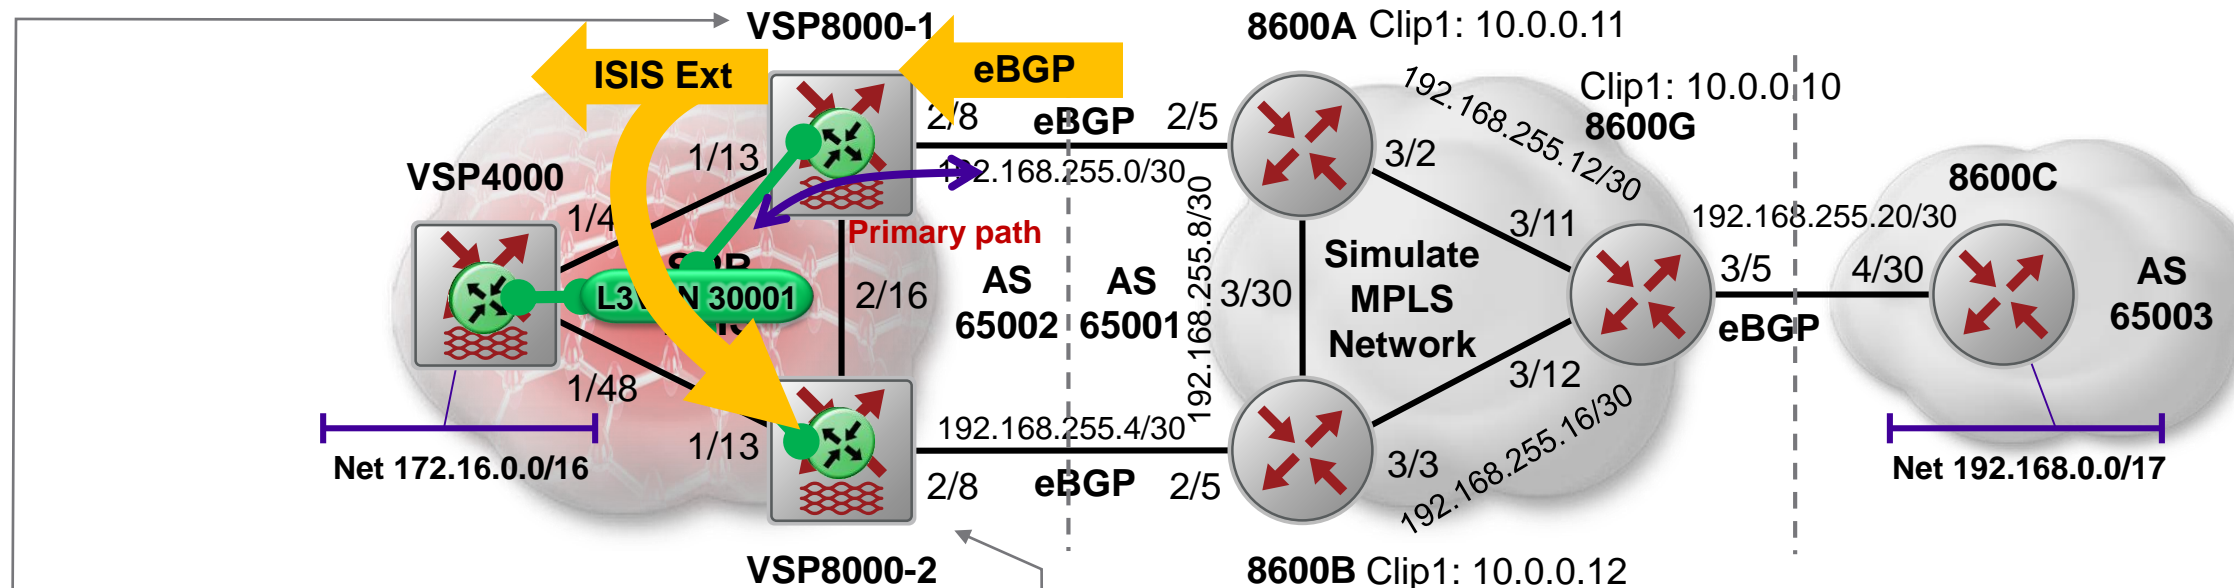 VSP8000-1
8600A Clip1: 10.0.0.11
ISIS Ext
eBGP
192.168.255.12/30
Clip1: 10.0.0.10
8600G
2/8
eBGP
2/5
1/13
3/2
VSP4000
192.168.255.0/30
8600C
1/4
192.168.255.8/30
3/11
192.168.255.20/30
Primary path
Simulate
MPLS
Network
3/5
4/30
AS
65003
L3 N 30001
2/16
AS
65002
AS
65001
3/30
eBGP
1/48
3/12
192.168.255.16/30
1/13
192.168.255.4/30
3/3
Net 172.16.0.0/16
2/8
eBGP
2/5
Net 192.168.0.0/17
VSP8000-2
8600B Clip1: 10.0.0.12